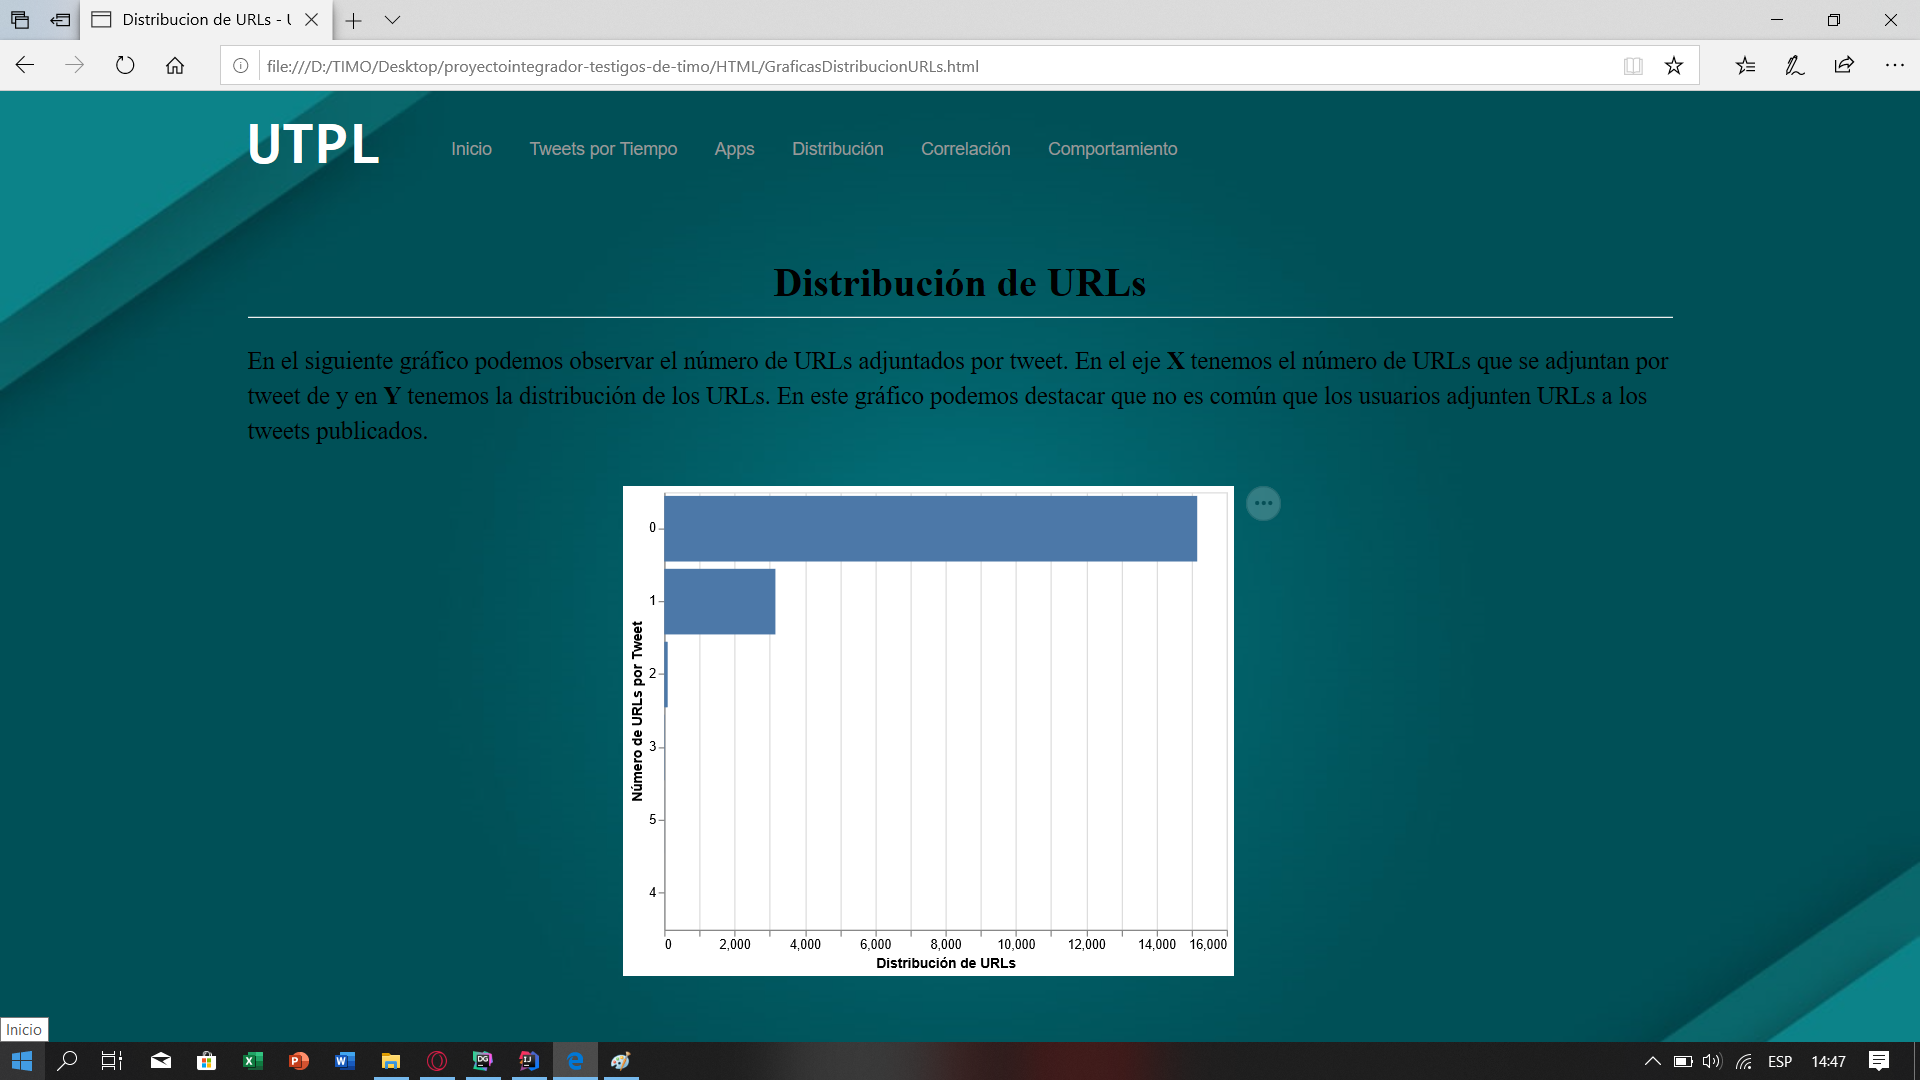 Distribucion de URLs - U
file:///D:/TIMO/Desktop/proyectointegrador-testigos-de-timo/HTML/GraficasDistribucionURLs.html
UTPL
Inicio
Tweets por Tiempo
Apps
Distribución
Correlación
Comportamiento
Distribución de URLs
En el siguiente gráfico podemos observar el número de URLs adjuntados por tweet. En el eje X tenemos el número de URLs que se adjuntan por
tweet de y en Y tenemos la distribución de los URLs. En este gráfico podemos destacar que no es común que los usuarios adjunten URLs a los
tweets publicados.
Número de URLs por Tweet
0
1
2
3
5
4
0 2,000 4,000 6,000 8,000 10,000 12,000 14,000 16,000
Distribución de URLs
Inicio
ESP
14:47